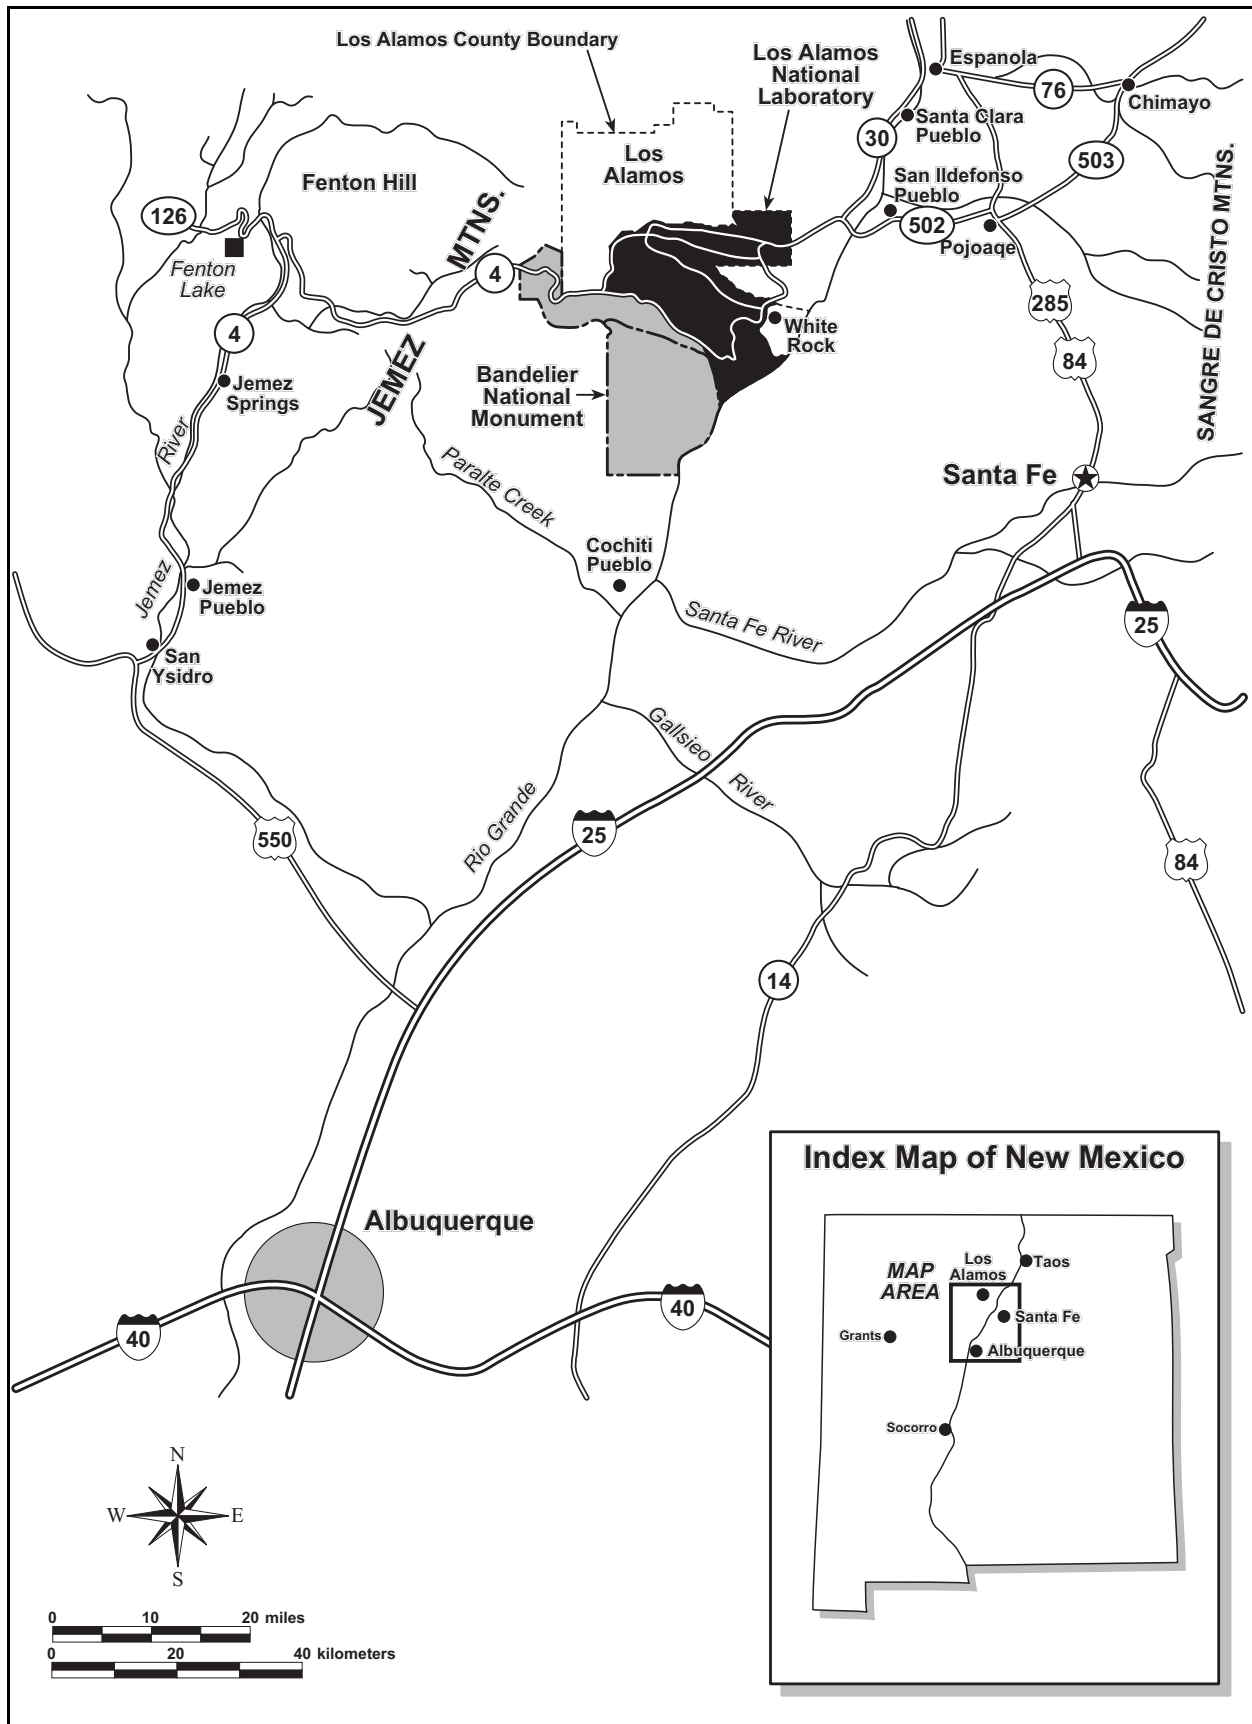 Los Alamos County Boundary
Los Alamos
National
Laboratory
Espanola
76
Chimayo
Santa Clara
Pueblo
30
503
Los
Alamos
San Ildefonso
Pueblo
Fenton Hill
126
502
Pojoaqe
MTNS.
SANGRE DE CRISTO MTNS.
Fenton
Lake
4
285
4
White
Rock
84
JEMEZ
Jemez
Springs
Bandelier
National
Monument
River
Paralte Creek
Santa Fe
Cochiti
Pueblo
Jemez
Jemez
Pueblo
Santa Fe River
25
San
Ysidro
Gallsieo
River
Rio Grande
25
550
84
14
Albuquerque
40
40
Index Map of New Mexico
MAP
AREA
Los
Alamos
Taos
Santa Fe
Grants
Albuquerque
Socorro
N
W
E
S
0 10 20 miles
0 20 40 kilometers